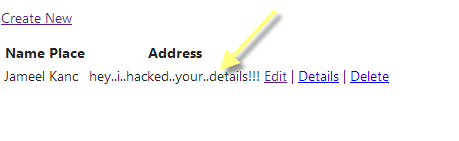 Create New
Name Place Address
Jameel Kanc hey..i..hacked..your..details!!! Edit | Details | Delete